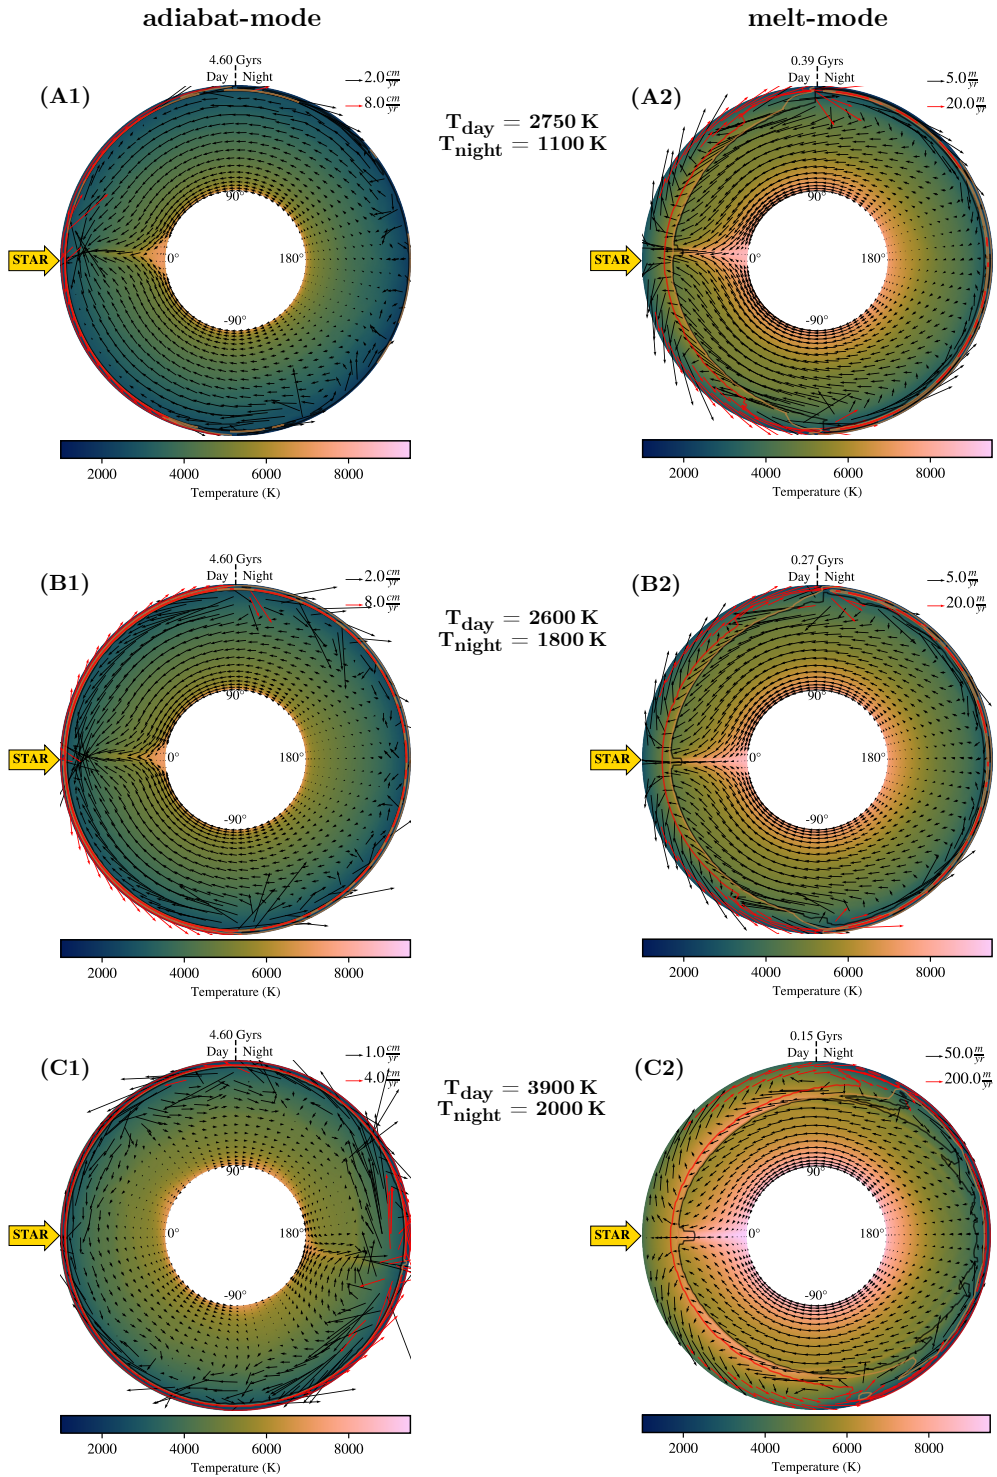 adiabat-mode
melt-mode
4.60 Gyrs
Day Night
2.0 cm/yr
8.0 cm/yr
(A1)
90°
0°
180°
-90°
STAR
2000 4000 6000 8000
Temperature (K)
T_day = 2750 K
T_night = 1100 K
0.39 Gyrs
Day Night
5.0 m/yr
20.0 m/yr
(A2)
90°
0°
180°
-90°
STAR
2000 4000 6000 8000
Temperature (K)
4.60 Gyrs
Day Night
2.0 cm/yr
8.0 cm/yr
(B1)
90°
0°
180°
-90°
STAR
2000 4000 6000 8000
Temperature (K)
T_day = 2600 K
T_night = 1800 K
0.27 Gyrs
Day Night
5.0 m/yr
20.0 m/yr
(B2)
90°
0°
180°
-90°
STAR
2000 4000 6000 8000
Temperature (K)
4.60 Gyrs
Day Night
1.0 cm/yr
4.0 cm/yr
(C1)
90°
0°
180°
-90°
STAR
2000 4000 6000 8000
Temperature (K)
T_day = 3900 K
T_night = 2000 K
0.15 Gyrs
Day Night
50.0 m/yr
200.0 m/yr
(C2)
90°
0°
180°
-90°
STAR
2000 4000 6000 8000
Temperature (K)